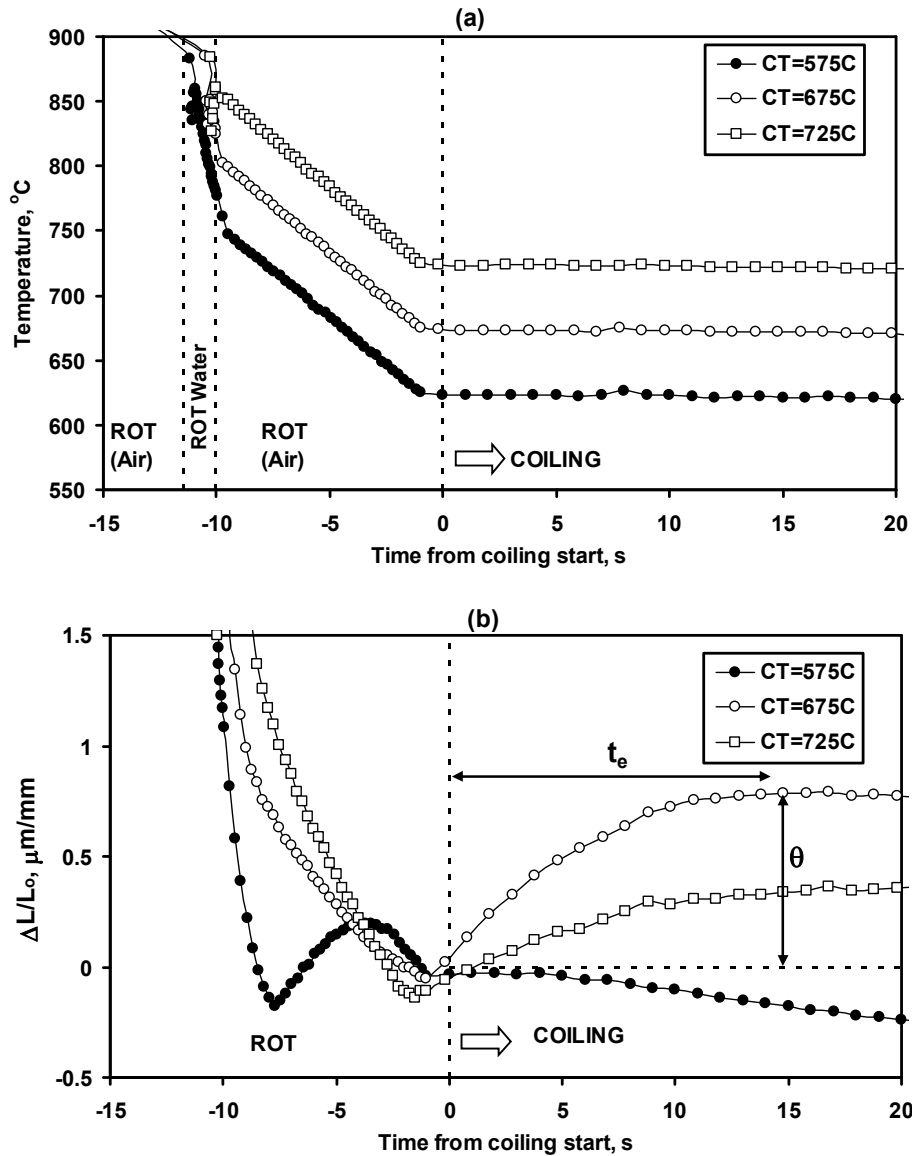 (a)
900
850
800
750
700
650
600
550
Temperature, °C
CT=575C
CT=675C
CT=725C
ROT
(Air)
ROT Water
ROT
(Air)
COILING
-15 -10 -5 0 5 10 15 20
Time from coiling start, s
(b)
1.5
1
0.5
0
-0.5
ΔL/Lo, μm/mm
CT=575C
CT=675C
CT=725C
te
θ
ROT
COILING
-15 -10 -5 0 5 10 15 20
Time from coiling start, s